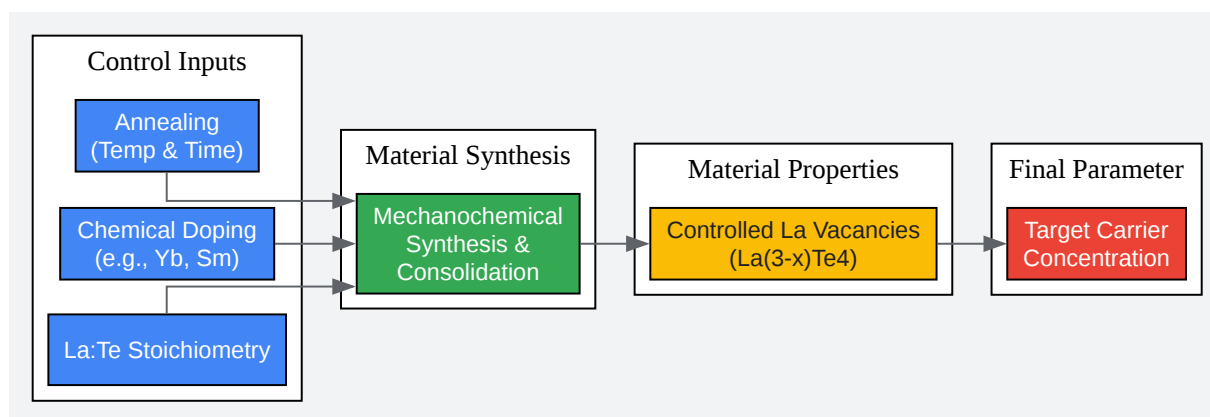 Control Inputs
Annealing
(Temp & Time)
Chemical Doping
(e.g., Yb, Sm)
La:Te Stoichiometry
Material Synthesis
Mechanochemical
Synthesis &
Consolidation
Material Properties
Controlled La Vacancies
(La(3-x)Te4)
Final Parameter
Target Carrier
Concentration